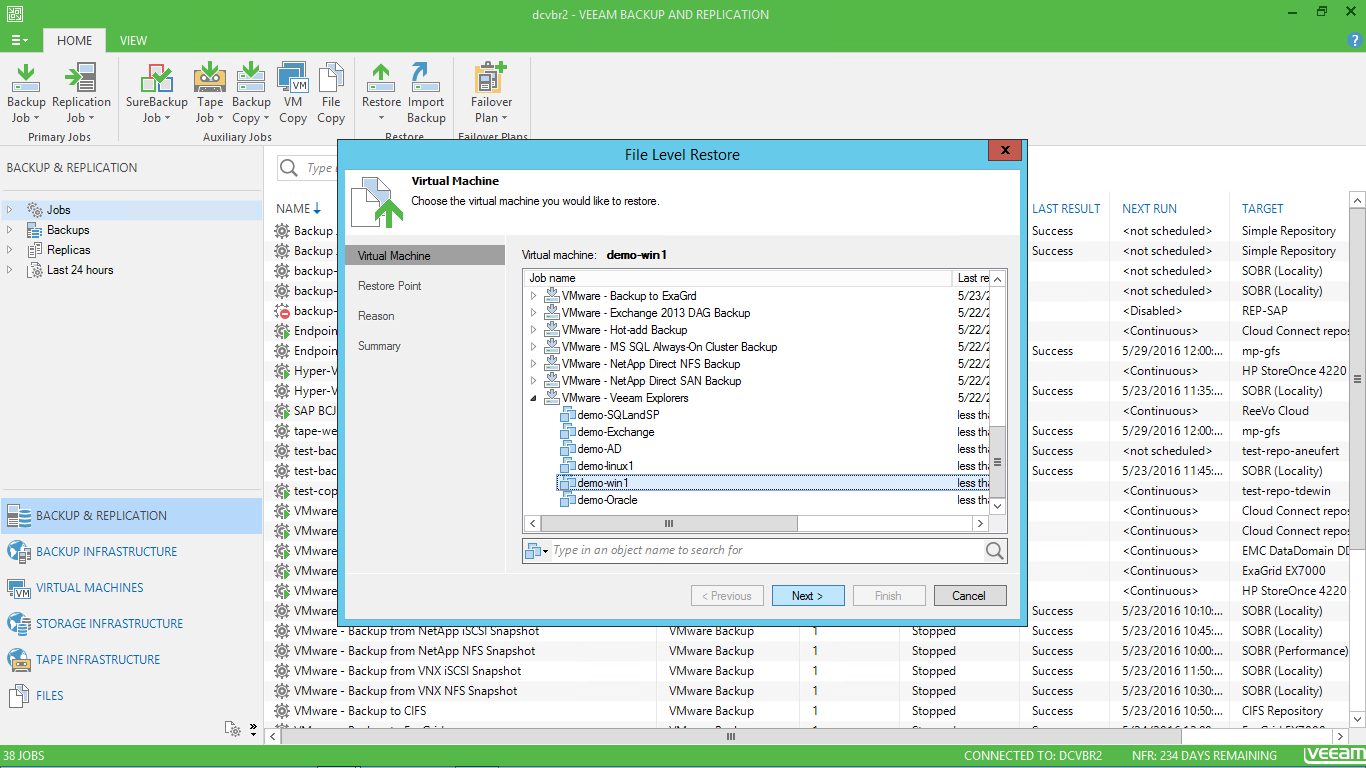 dcvbr2 - VEEAM BACKUP AND REPLICATION
HOME VIEW
Backup Job
Replication Job
SureBackup Job
Tape Job
Backup Copy
VM Copy
File Copy
Restore
Import Backup
Failover Plan
Primary Jobs Auxiliary Jobs Restore Failover Plans
BACKUP & REPLICATION
Jobs
Backups
Replicas
Last 24 hours
BACKUP & REPLICATION
BACKUP INFRASTRUCTURE
VIRTUAL MACHINES
STORAGE INFRASTRUCTURE
TAPE INFRASTRUCTURE
FILES
File Level Restore
Virtual Machine
Choose the virtual machine you would like to restore.
Virtual Machine
Restore Point
Reason
Summary
Virtual machine: demo-win1
Job name Last re
VMware - Backup to ExaGrd 5/23/2
VMware - Exchange 2013 DAG Backup 5/22/2
VMware - Hot-add Backup 5/22/2
VMware - MS SQL Always-On Cluster Backup 5/22/2
VMware - NetApp Direct NFS Backup 5/22/2
VMware - NetApp Direct SAN Backup 5/22/2
VMware - Veeam Explorers 5/22/2
demo-SQLandSP less tha
demo-Exchange less tha
demo-AD less tha
demo-linux1 less tha
demo-win1 less tha
demo-Oracle less tha
Type in an object name to search for
< Previous Next > Finish Cancel
Type
NAME LAST RESULT NEXT RUN TARGET
Backup Success <not scheduled> Simple Repository
Backup Success <not scheduled> Simple Repository
backup- <not scheduled> SOBR (Locality)
backup- <not scheduled> SOBR (Locality)
backup- <Disabled> REP-SAP
Endpoin <Continuous> Cloud Connect repos
Endpoin Success 5/29/2016 12:00:... mp-gfs
Hyper-V <Continuous> HP StoreOnce 4220
Hyper-V Success 5/23/2016 11:35:... SOBR (Locality)
SAP BCJ <Continuous> ReeVo Cloud
tape-we Success 5/29/2016 12:00:... mp-gfs
test-bac Success <not scheduled> test-repo-aneufert
test-bac Success 5/23/2016 11:45:... SOBR (Locality)
test-cop <Continuous> test-repo-tdewin
VMware <Continuous> Cloud Connect repos
VMware <Continuous> Cloud Connect repos
VMware <Continuous> EMC DataDomain DD
VMware <Continuous> ExaGrid EX7000
VMware <Continuous> HP StoreOnce 4220
VMware Success 5/23/2016 10:10:... SOBR (Locality)
VMware - Backup from NetApp iSCSI Snapshot VMware Backup 1 Stopped Success 5/23/2016 10:45:... SOBR (Locality)
VMware - Backup from NetApp NFS Snapshot VMware Backup 1 Stopped Success 5/23/2016 10:00:... SOBR (Performance)
VMware - Backup from VNX iSCSI Snapshot VMware Backup 1 Stopped Success 5/23/2016 11:50:... SOBR (Locality)
VMware - Backup from VNX NFS Snapshot VMware Backup 1 Stopped Success 5/23/2016 10:30:... SOBR (Locality)
VMware - Backup to CIFS VMware Backup 1 Stopped Success 5/23/2016 10:50:... CIFS Repository
38 JOBS CONNECTED TO: DCVBR2 NFR: 234 DAYS REMAINING veeam